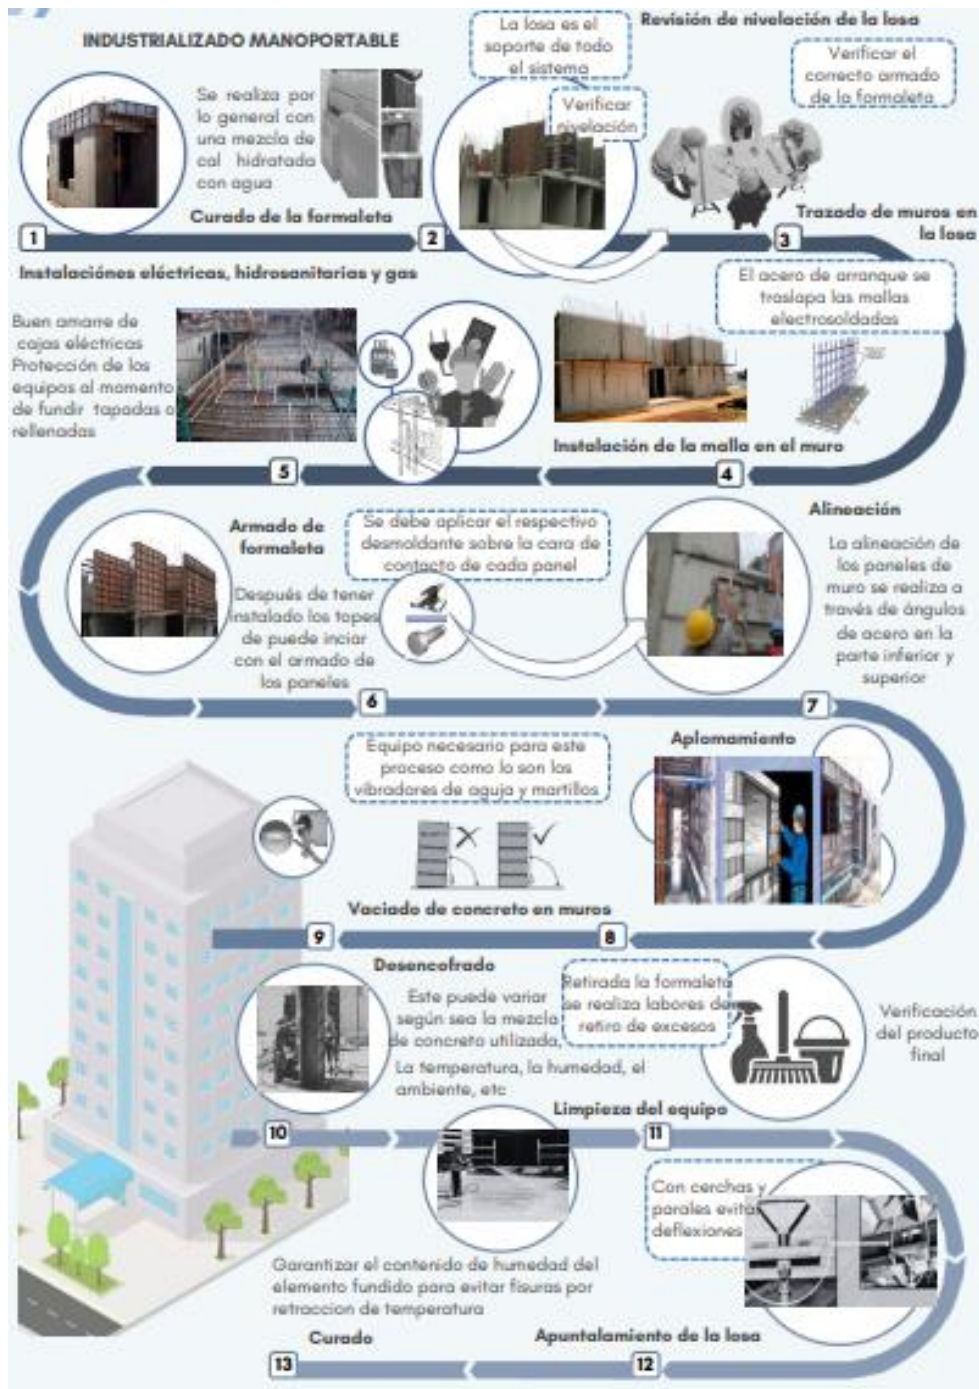 INDUSTRIALIZADO MANOPORTABLE
Se realiza por
lo general con
una mezcla de
cal hidratada
con agua
Curado de la formaleta
1
La losa es el
soporte de todo
el sistema
Verificar
nivelación
2
Revisión de nivelación de la losa
Verificar el
correcto armado
de la formaleta
Trazado de muros en
la losa
3
El acero de arranque se
traslapa las mallas
electrosoldadas
Instalación de la malla en el muro
4
Instalaciónes eléctricas, hidrosanitarias y gas
Buen amarre de
cajas eléctricas
Protección de los
equipos al momento
de fundir tapadas o
rellenadas
5
Armado de
formaleta
Después de tener
instalado los topes
de puede inciar
con el armado de
los paneles
Se debe aplicar el respectivo
desmoldante sobre la cara de
contacto de cada panel
6
Alineación
La alineación de
los paneles de
muro se realiza a
través de ángulos
de acero en la
parte inferior y
superior
7
Aplomamiento
8
Equipo necesario para este
proceso como lo son los
vibradores de aguja y martillos
Vaciado de concreto en muros
9
Desencofrado
Este puede variar
según sea la mezcla
de concreto utilizada,
La temperatura, la humedad, el
ambiente, etc
10
Retirada la formaleta
se realiza labores de
retiro de excesos
Verificación
del producto
final
Limpieza del equipo
11
Con cerchas y
parales evitas
deflexiones
Apuntalamiento de la losa
12
Garantizar el contenido de humedad del
elemento fundido para evitar fisuras por
retraccion de temperatura
Curado
13